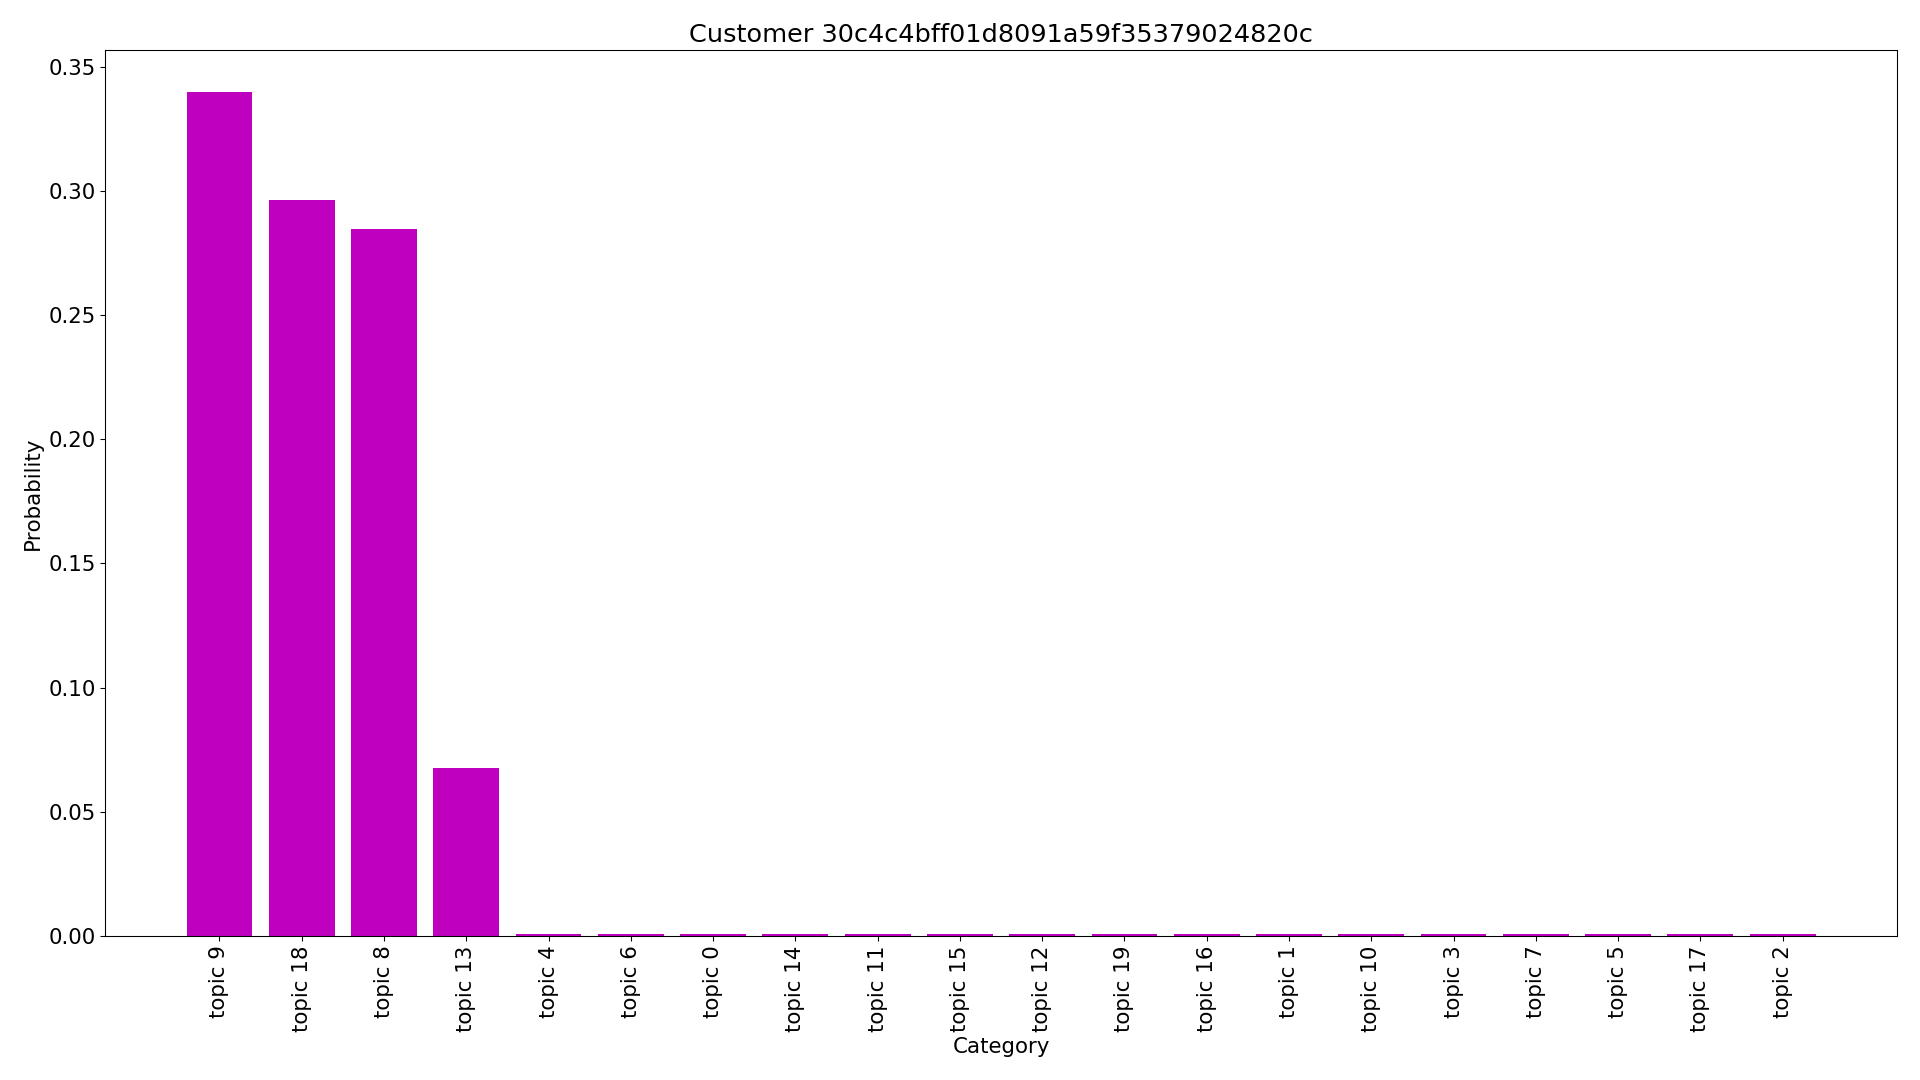 Customer 30c4c4bff01d8091a59f35379024820c
Probability
0.35
0.30
0.25
0.20
0.15
0.10
0.05
0.00
topic 9
topic 18
topic 8
topic 13
topic 4
topic 6
topic 0
topic 14
topic 11
topic 15
topic 12
topic 19
topic 16
topic 1
topic 10
topic 3
topic 7
topic 5
topic 17
topic 2
Category